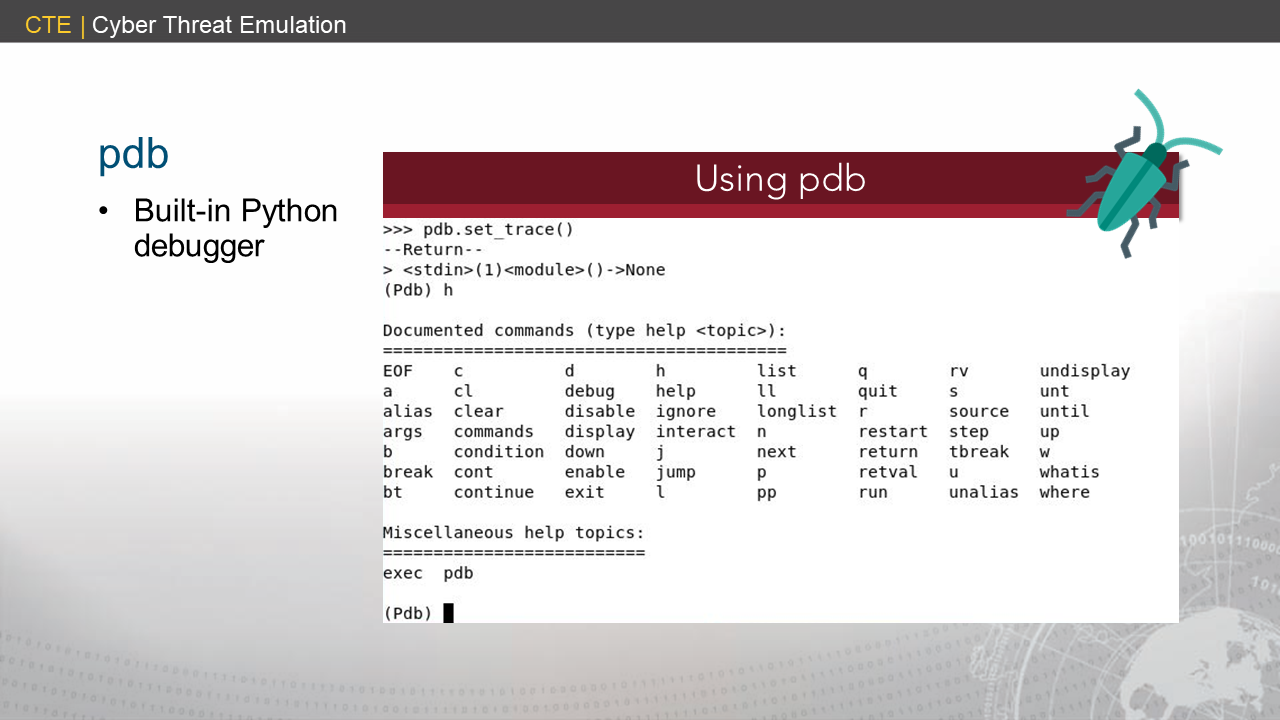 CTE | Cyber Threat Emulation
pdb
• Built-in Python
debugger
Using pdb
>>> pdb.set_trace()
--Return--
> <stdin>(1)<module>()->None
(Pdb) h
Documented commands (type help <topic>):
========================================
EOF    c          d        h         list      q        rv       undisplay
a      cl         debug    help      ll        quit     s        unt
alias  clear      disable  ignore    longlist  r        source   until
args   commands   display  interact  n         restart  step     up
b      condition  down     j         next      return   tbreak   w
break  cont       enable   jump      p         retval   u        whatis
bt     continue   exit     l         pp        run      unalias  where
Miscellaneous help topics:
==========================
exec  pdb
(Pdb)